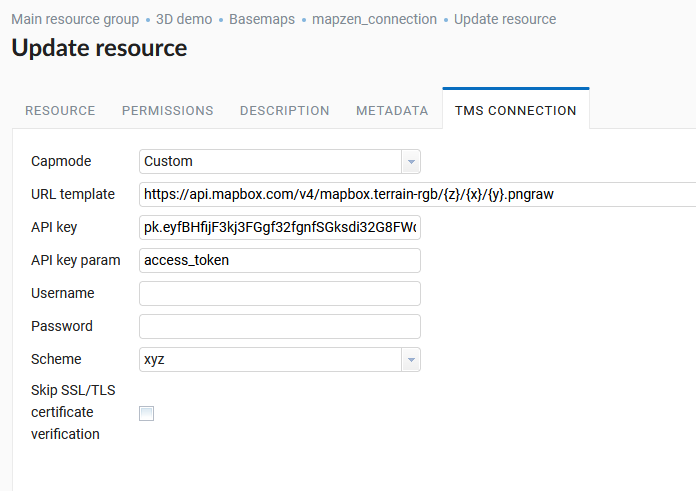 Main resource group • 3D demo • Basemaps • mapzen_connection • Update resource
Update resource
RESOURCE PERMISSIONS DESCRIPTION METADATA TMS CONNECTION
Capmode Custom
URL template https://api.mapbox.com/v4/mapbox.terrain-rgb/{z}/{x}/{y}.pngraw
API key pk.eyfBHfijF3kj3FGgf32fgnfSGksdi32G8FW
API key param access_token
Username
Password
Scheme xyz
Skip SSL/TLS
certificate
verification